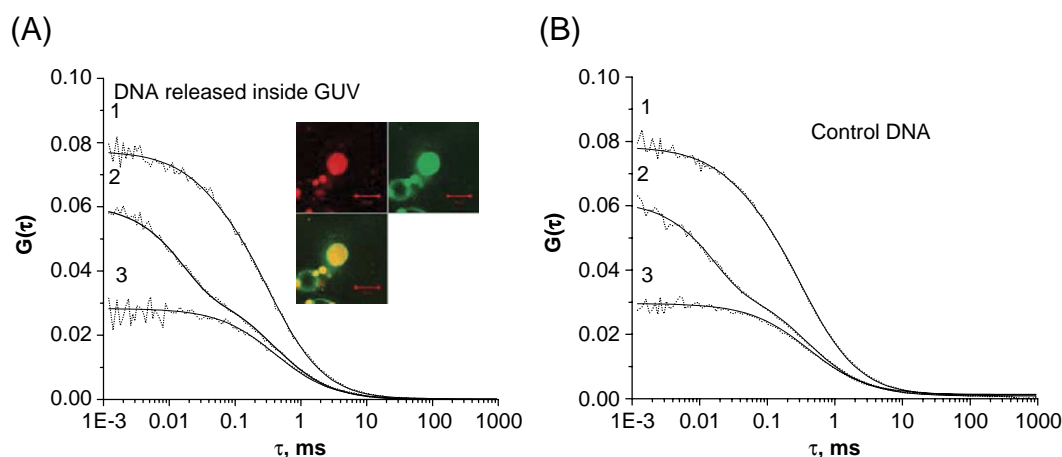 (A)
DNA released inside GUV
1
2
3
0.10
0.08
0.06
0.04
0.02
0.00
G(τ)
1E-3 0.01 0.1 1 10 100 1000
τ, ms
(B)
Control DNA
1
2
3
0.10
0.08
0.06
0.04
0.02
0.00
G(τ)
1E-3 0.01 0.1 1 10 100 1000
τ, ms